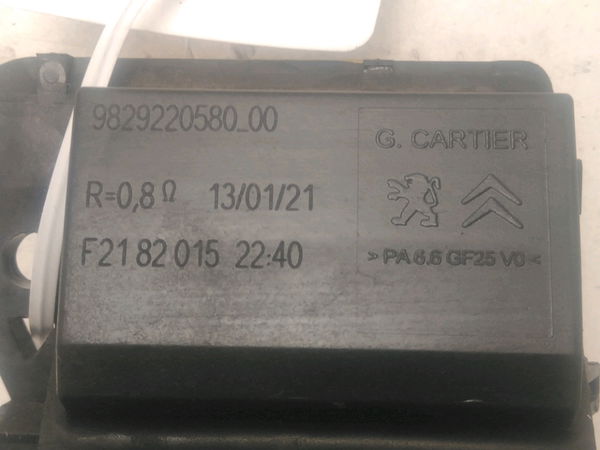 9829220580_00
G. CARTIER
R=0,8 Ω 13/01/21
F21 82 015 22:40
> PA 6.6 GF25 V0 <